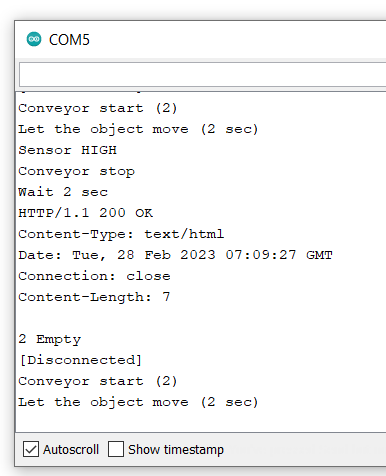 COM5
Conveyor start (2)
Let the object move (2 sec)
Sensor HIGH
Conveyor stop
Wait 2 sec
HTTP/1.1 200 OK
Content-Type: text/html
Date: Tue, 28 Feb 2023 07:09:27 GMT
Connection: close
Content-Length: 7
2 Empty
[Disconnected]
Conveyor start (2)
Let the object move (2 sec)
Autoscroll Show timestamp